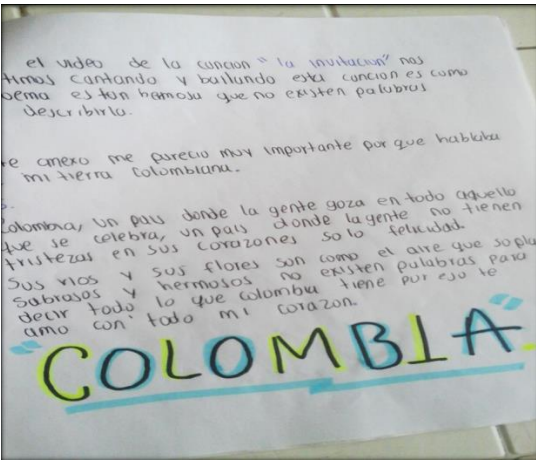 el video de la cancion "la invitacion" nos
timos cantando y bailando esta cancion es como
oema es tan hermosa que no existen palabras
describirla.
te anexo me parecio muy importante por que hablaba
mi tierra Colombiana.
s.
Colombia, un pais donde la gente goza en todo aquello
que se celebra, un pais donde la gente no tienen
tristezas en sus corazones solo felicidad.
Sus rios y sus flores son como el aire que sopla
sabrosos y hermosos no existen palabras para
decir todo lo que colombia tiene por eso te
amo con todo mi corazon.
"COLOMBIA".